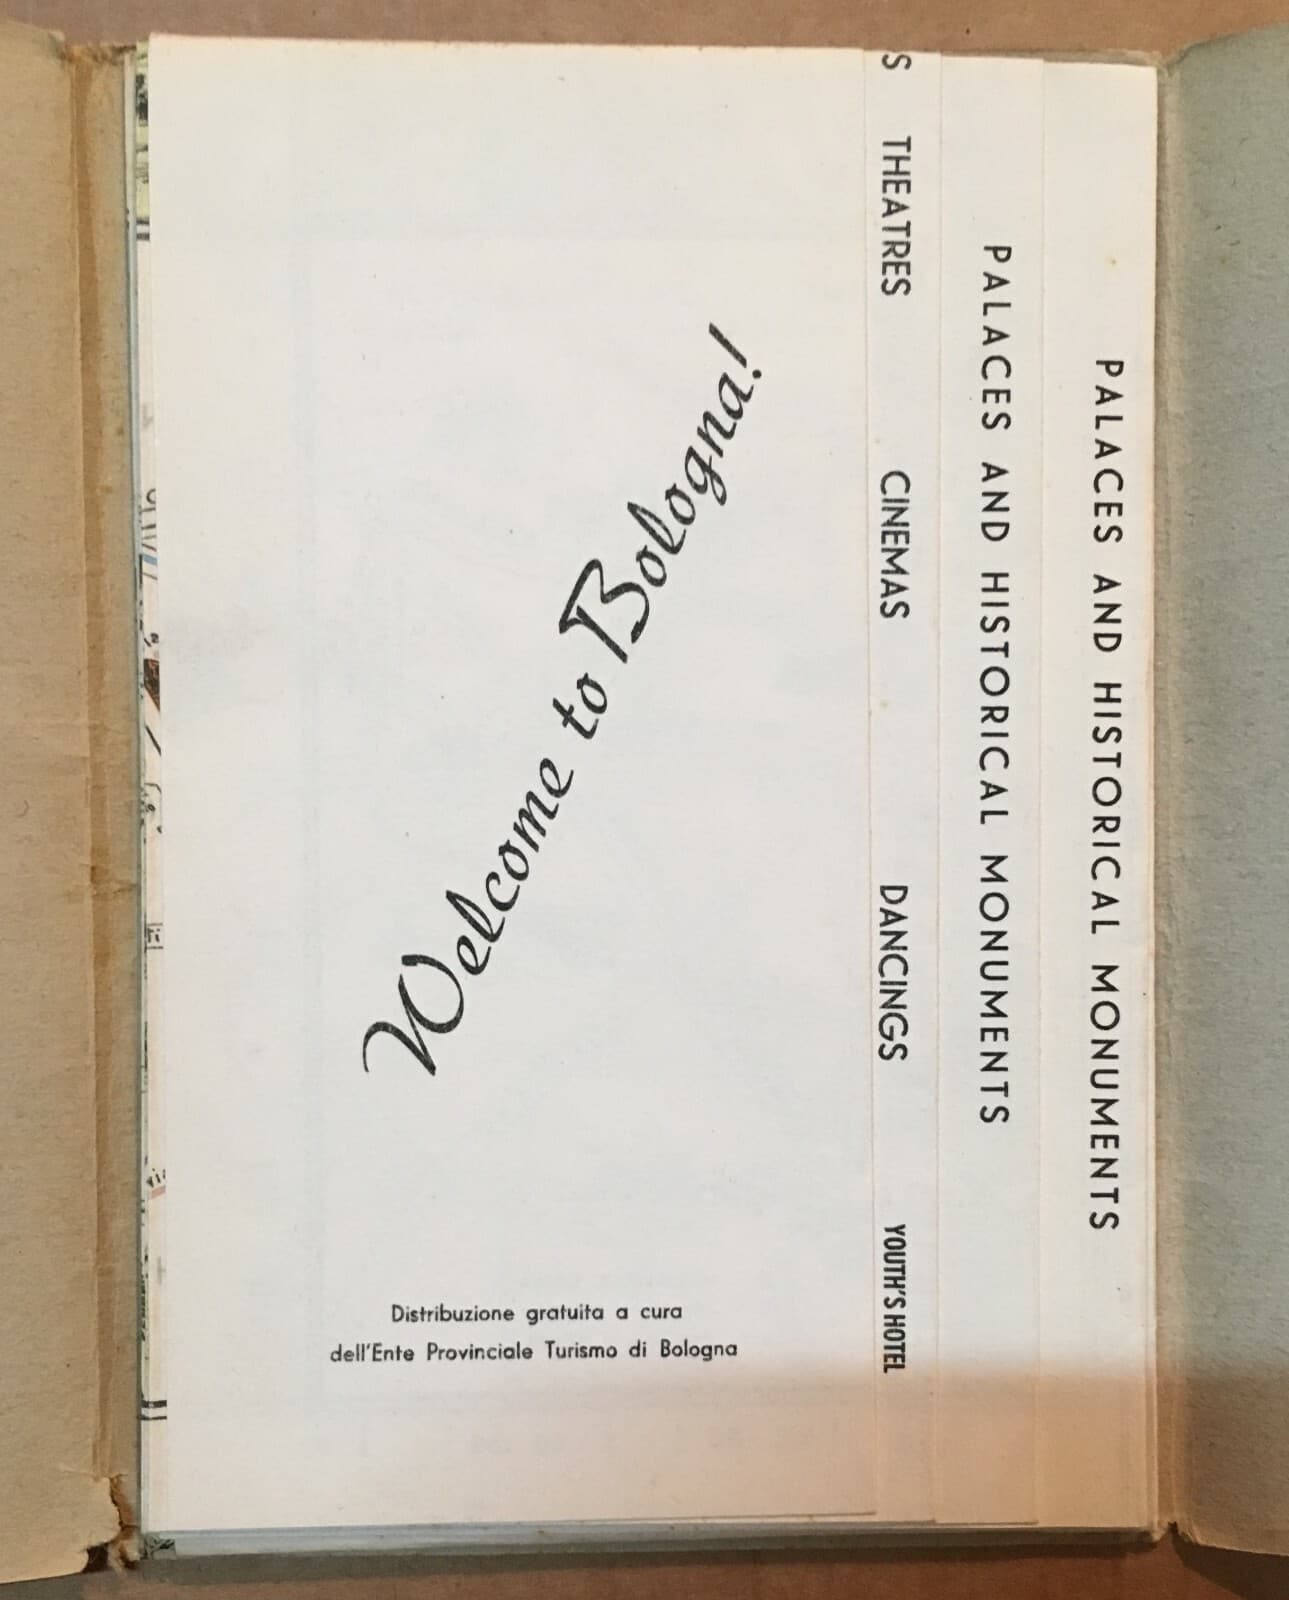 Welcome to Bologna!
Distribuzione gratuita a cura
dell'Ente Provinciale Turismo di Bologna
S THEATRES CINEMAS DANCINGS YOUTH'S HOTEL
PALACES AND HISTORICAL MONUMENTS
PALACES AND HISTORICAL MONUMENTS